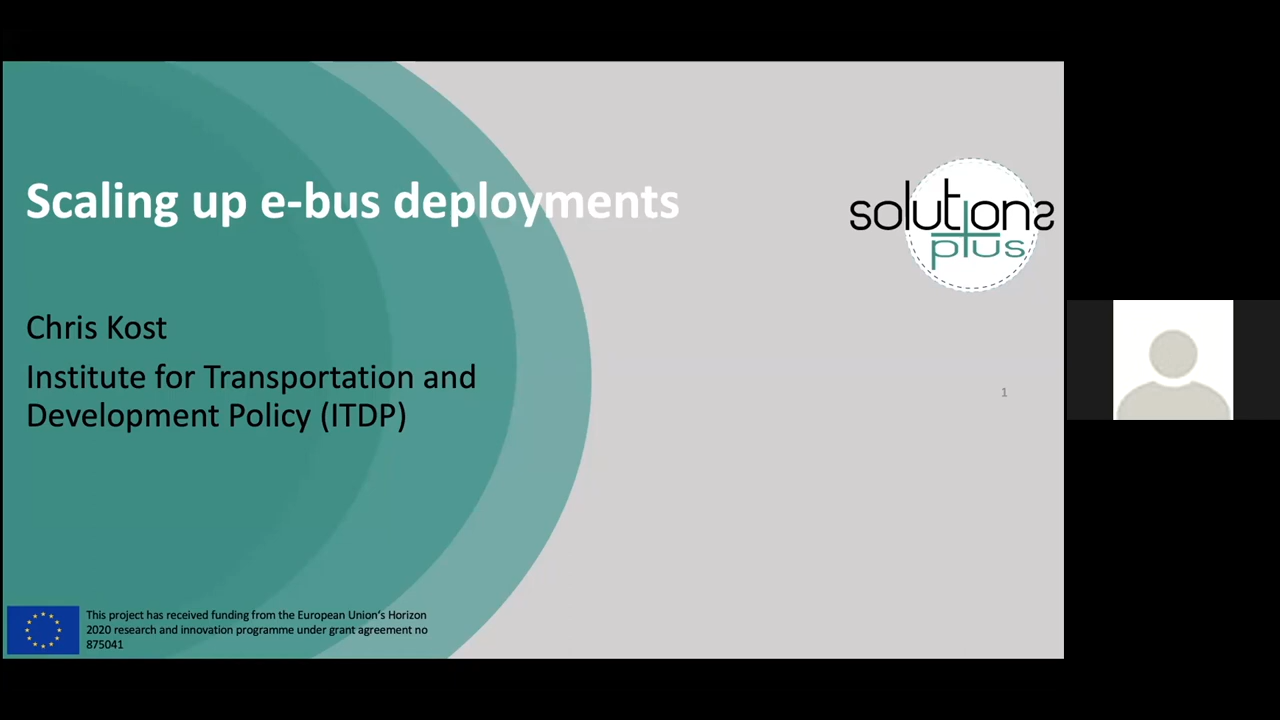 Scaling up e-bus deployments
solutions
plus
Chris Kost
Institute for Transportation and
Development Policy (ITDP)
1
This project has received funding from the European Union's Horizon
2020 research and innovation programme under grant agreement no
875041